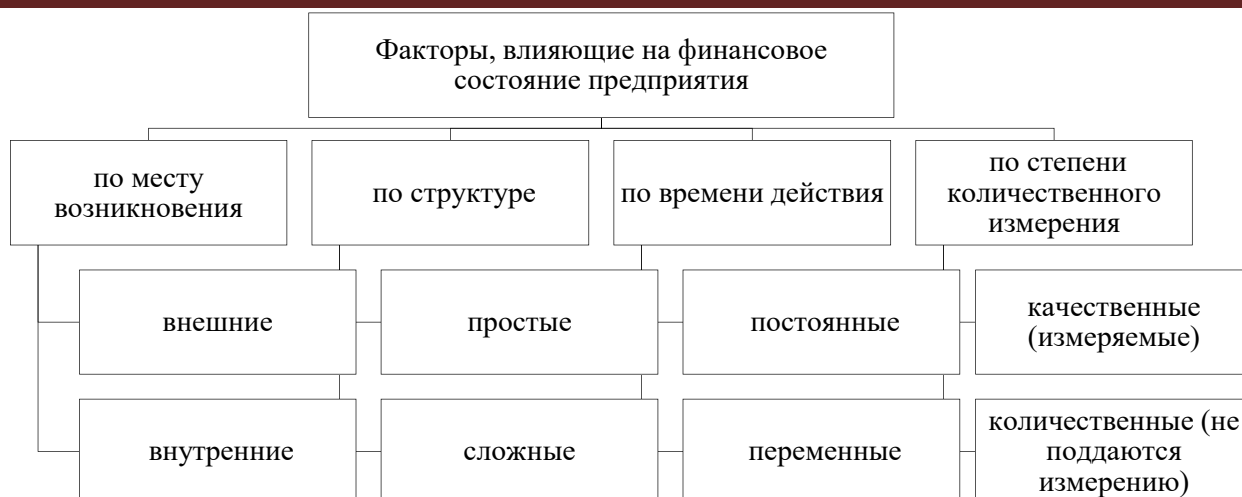 Факторы, влияющие на финансовое
состояние предприятия
по месту
возникновения
по структуре
по времени действия
по степени
количественного
измерения
внешние
простые
постоянные
качественные
(измеряемые)
внутренние
сложные
переменные
количественные (не
поддаются
измерению)